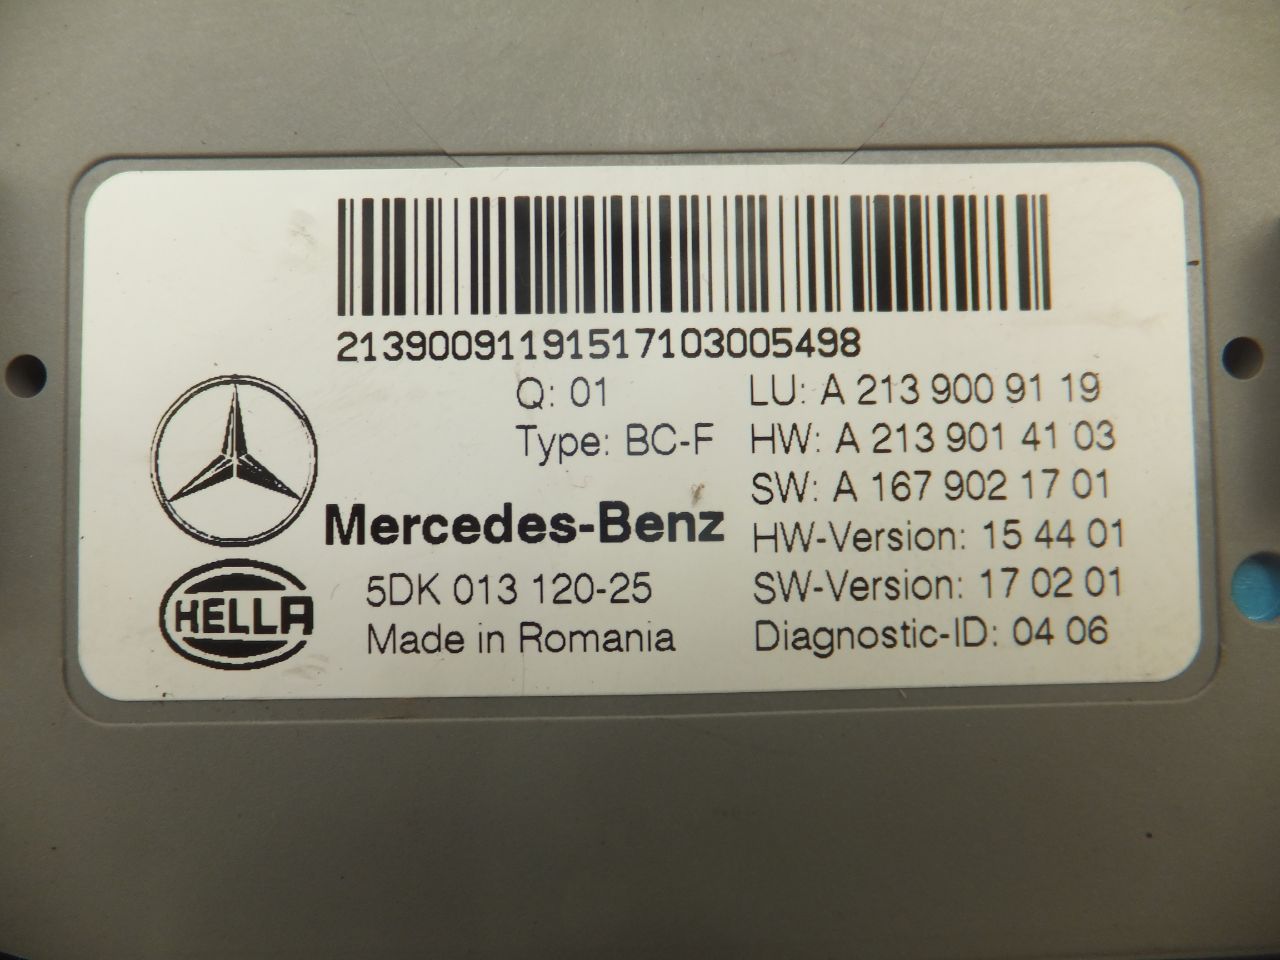 21390091191517103005498
Q: 01
LU: A 213 900 91 19
Type: BC-F
HW: A 213 901 41 03
SW: A 167 902 17 01
Mercedes-Benz
HW-Version: 15 44 01
HELLA
5DK 013 120-25
SW-Version: 17 02 01
Made in Romania
Diagnostic-ID: 04 06